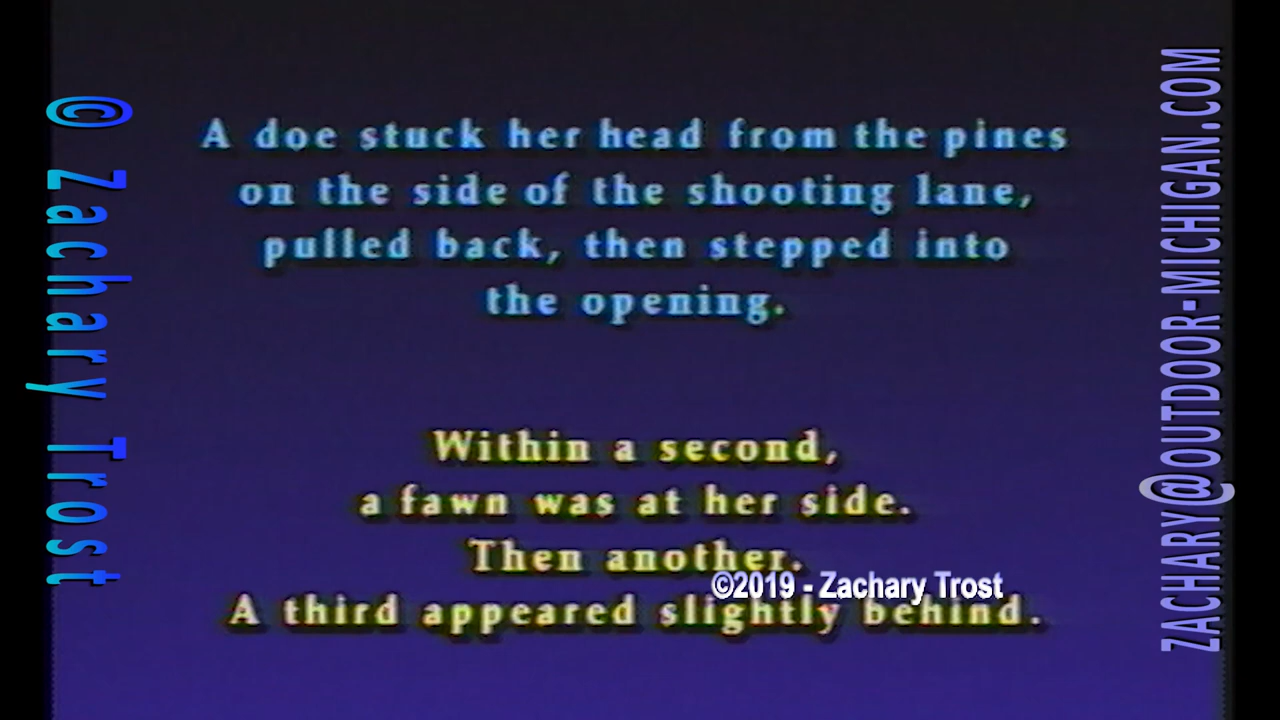 © Zachary Trost
A doe stuck her head from the pines
on the side of the shooting lane,
pulled back, then stepped into
the opening.
Within a second,
a fawn was at her side.
Then another.
©2019 - Zachary Trost
A third appeared slightly behind.
ZACHARY@OUTDOOR-MICHIGAN.COM